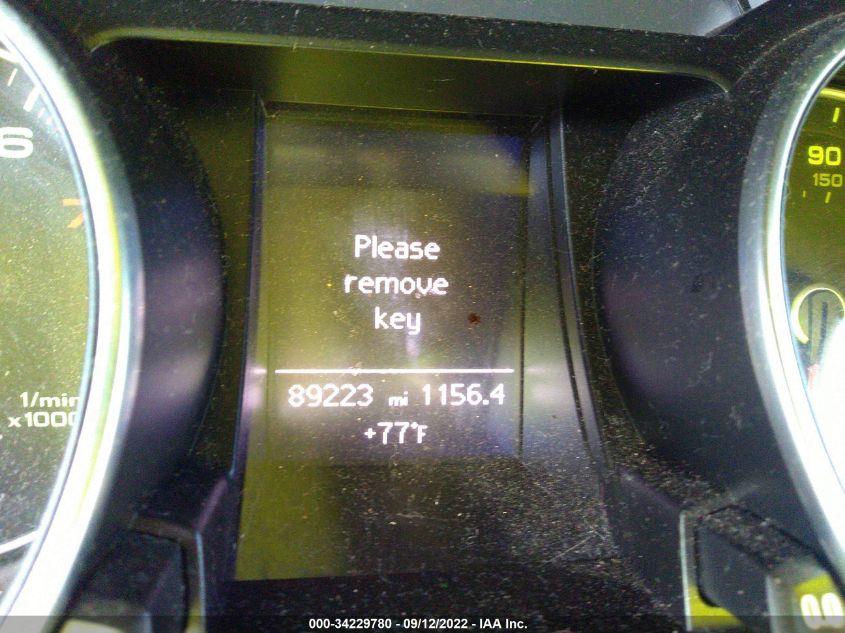 6
7
90
150
Please
remove
key
1/min
x1000
89223 mi 1156.4
+77°F
000-34229780 - 09/12/2022 - IAA Inc.